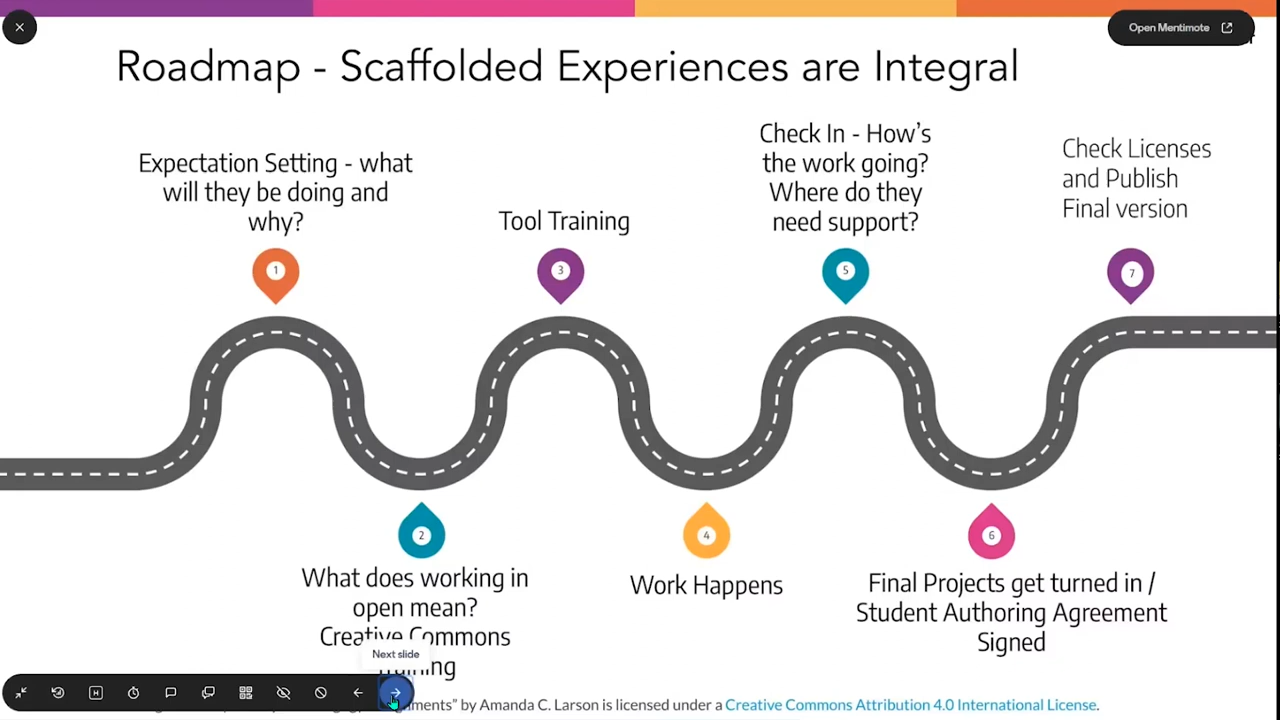 Open Mentimote
Roadmap - Scaffolded Experiences are Integral
Expectation Setting - what
will they be doing and
why?
1
What does working in
open mean?
Creative Commons
2
Tool Training
3
Work Happens
4
Check In - How's
the work going?
Where do they
need support?
5
Final Projects get turned in /
Student Authoring Agreement
Signed
6
Check Licenses
and Publish
Final version
7
Next slide
H
by Amanda C. Larson is licensed under a Creative Commons Attribution 4.0 International License.